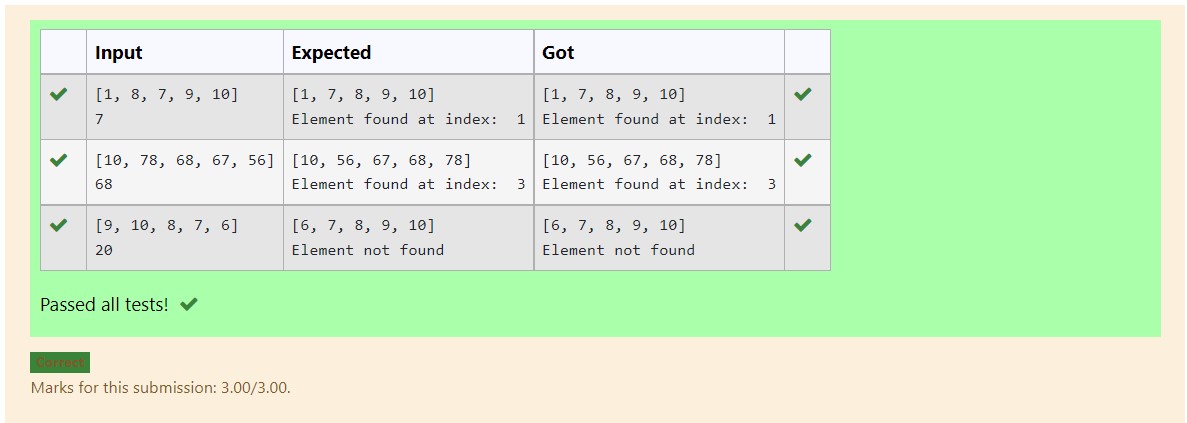 Input Expected Got
[1, 8, 7, 9, 10] [1, 7, 8, 9, 10] [1, 7, 8, 9, 10]
7 Element found at index:  1 Element found at index:  1
[10, 78, 68, 67, 56] [10, 56, 67, 68, 78] [10, 56, 67, 68, 78]
68 Element found at index:  3 Element found at index:  3
[9, 10, 8, 7, 6] [6, 7, 8, 9, 10] [6, 7, 8, 9, 10]
20 Element not found Element not found
Passed all tests!
Correct
Marks for this submission: 3.00/3.00.